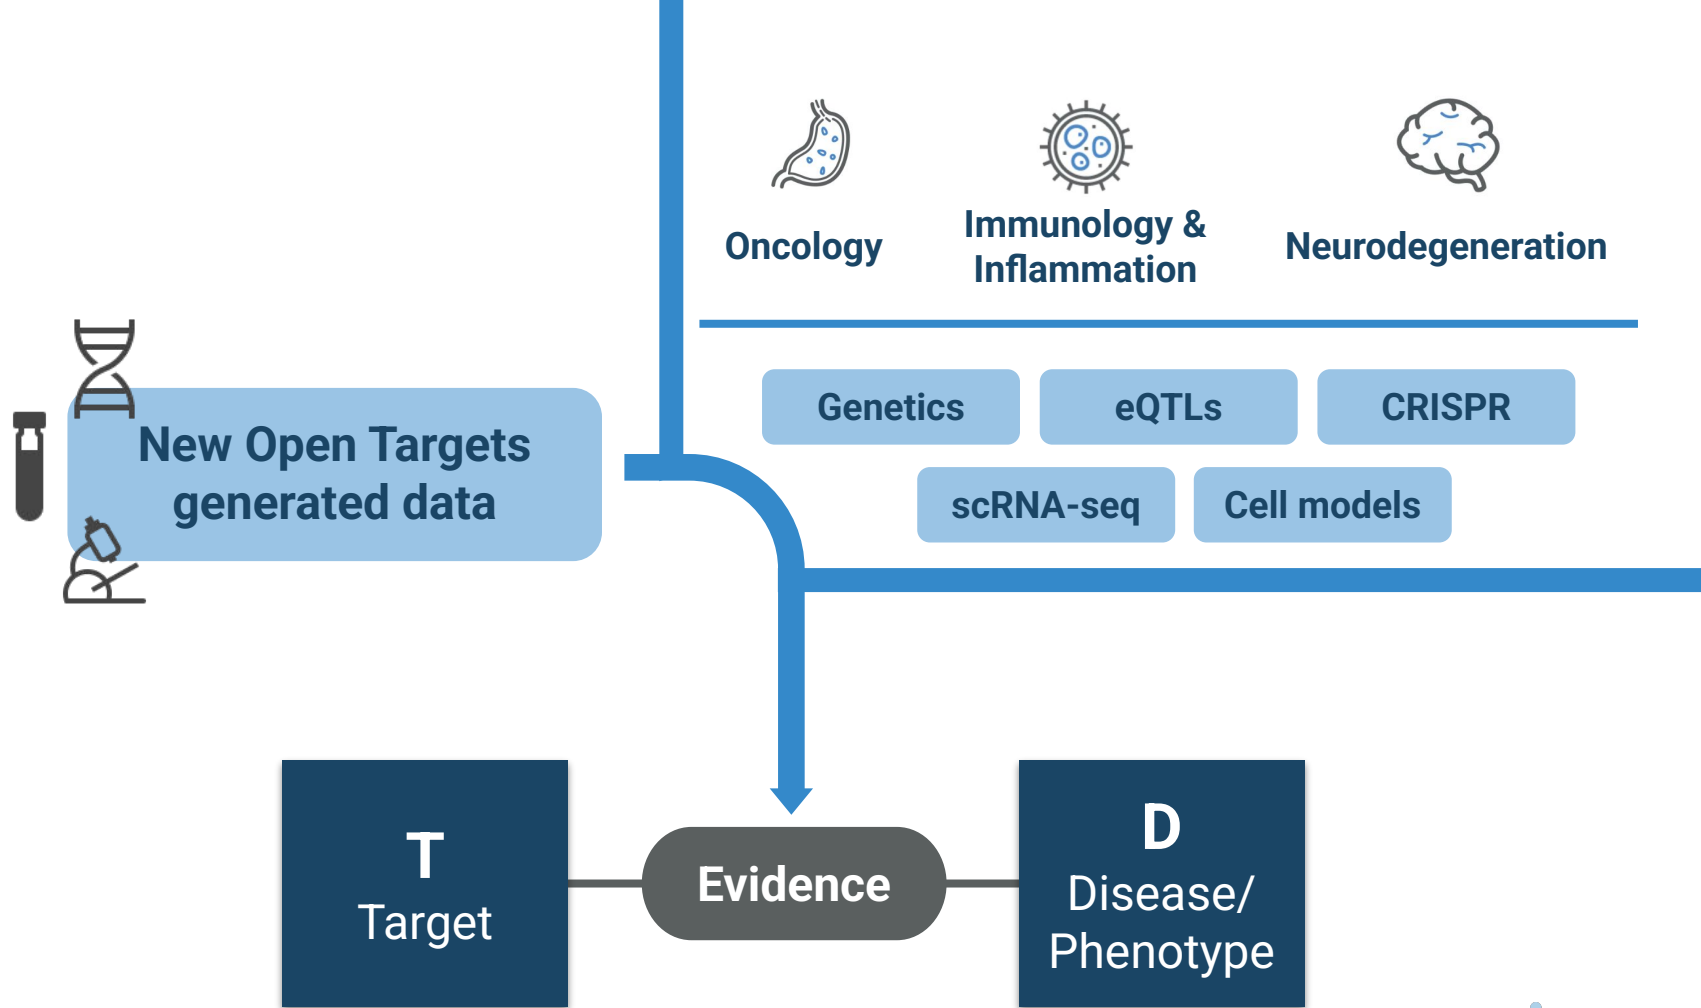 Oncology
Immunology &
Inflammation
Neurodegeneration
Genetics
eQTLs
CRISPR
scRNA-seq
Cell models
New Open Targets
generated data
T
Target
Evidence
D
Disease/
Phenotype